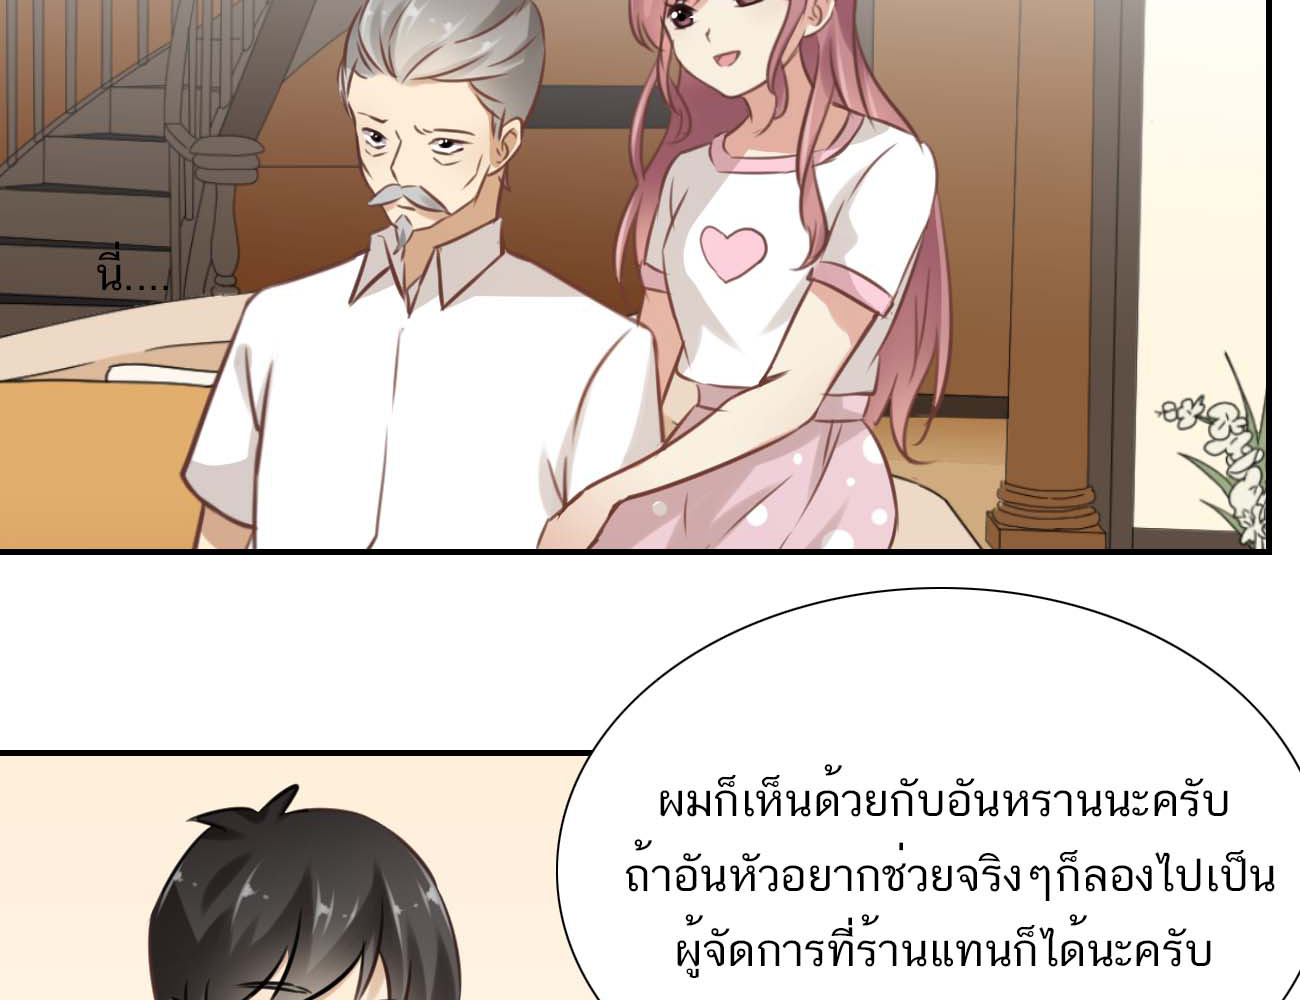 นี่....
ผมก็เห็นด้วยกับอันหรานนะครับ
ถ้าอันหัวอยากช่วยจริงๆก็ลองไปเป็น
ผู้จัดการที่ร้านแทนก็ได้นะครับ